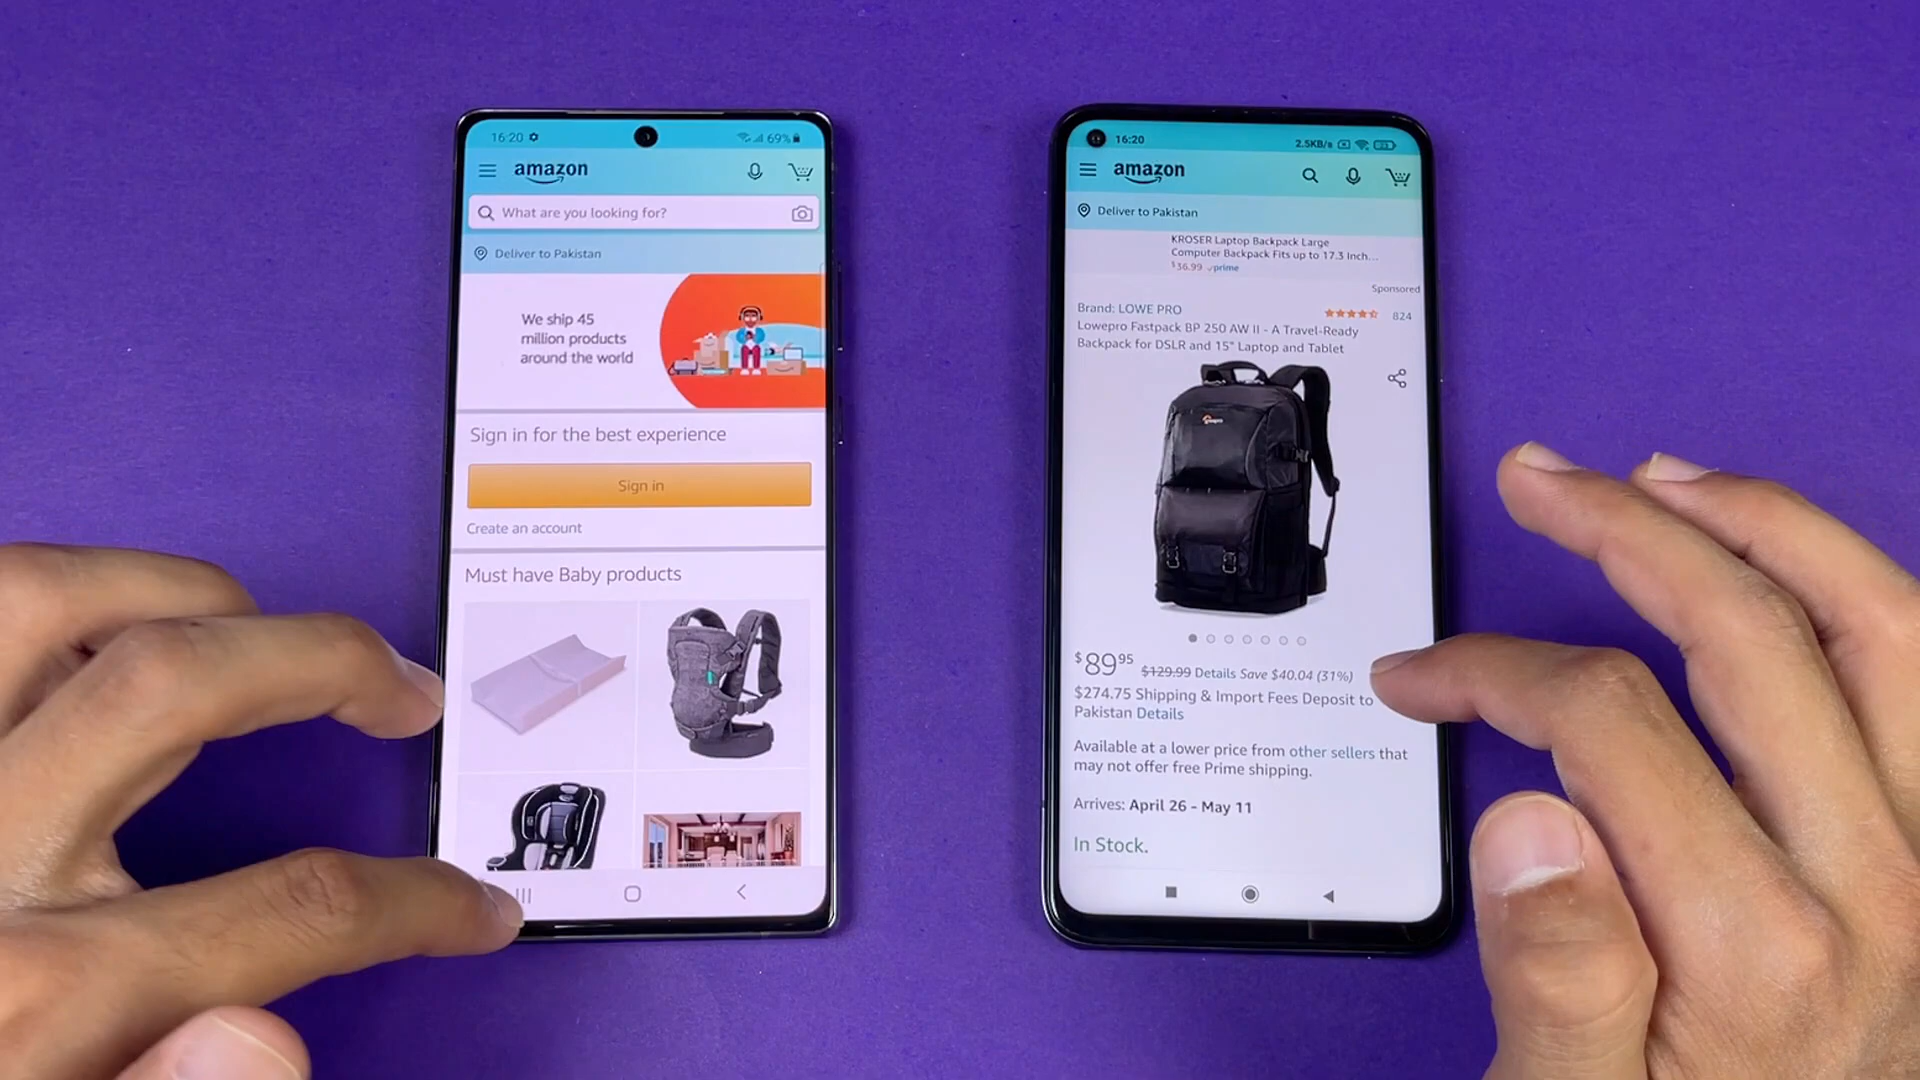 16:20
69%
amazon
What are you looking for?
Deliver to Pakistan
We ship 45
million products
around the world
Sign in for the best experience
Sign in
Create an account
Must have Baby products
16:20
2.5KB/s
amazon
Deliver to Pakistan
KROSER Laptop Backpack Large
Computer Backpack Fits up to 17.3 Inch...
$36.99 prime
Sponsored
Brand: LOWE PRO
824
Lowepro Fastpack BP 250 AW II - A Travel-Ready
Backpack for DSLR and 15" Laptop and Tablet
$89.95 $129.99 Details Save $40.04 (31%)
$274.75 Shipping & Import Fees Deposit to
Pakistan Details
Available at a lower price from other sellers that
may not offer free Prime shipping.
Arrives: April 26 - May 11
In Stock.